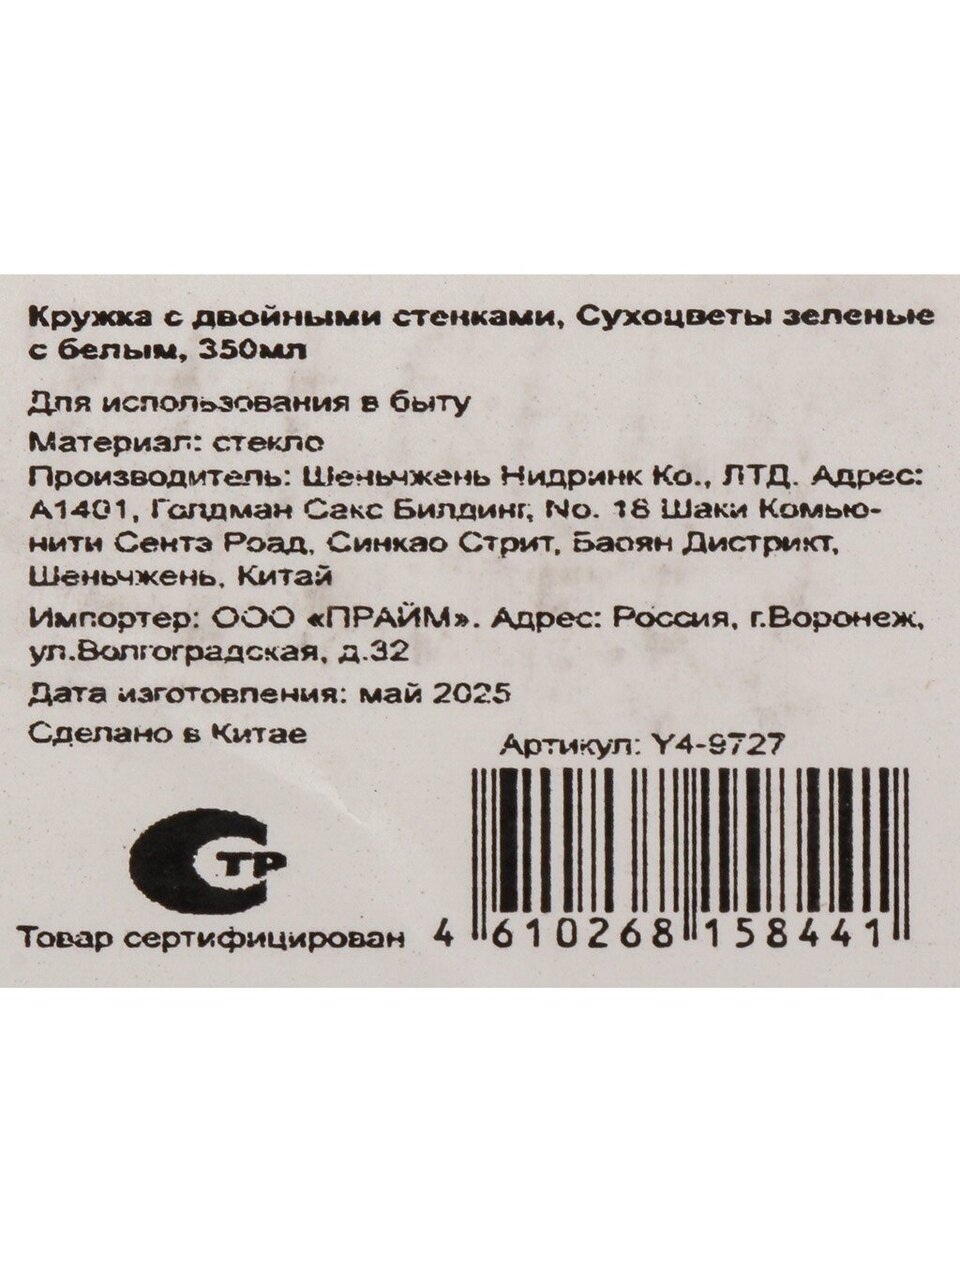 Кружка с двойными стенками, Сухоцветы зеленые
с белым, 350мл
Для использования в быту
Материал: стекло
Производитель: Шеньчжень Нидринк Ко., ЛТД. Адрес:
А1401, Голдман Сакс Билдинг, No. 18 Шаки Комью-
нити Сентэ Роад, Синкао Стрит, Баоян Дистрикт,
Шеньчжень, Китай
Импортер: ООО «ПРАЙМ». Адрес: Россия, г.Воронеж,
ул.Волгоградская, д.32
Дата изготовления: май 2025
Сделано в Китае
Артикул: Y4-9727
ТР
Товар сертифицирован
4 610268 158441